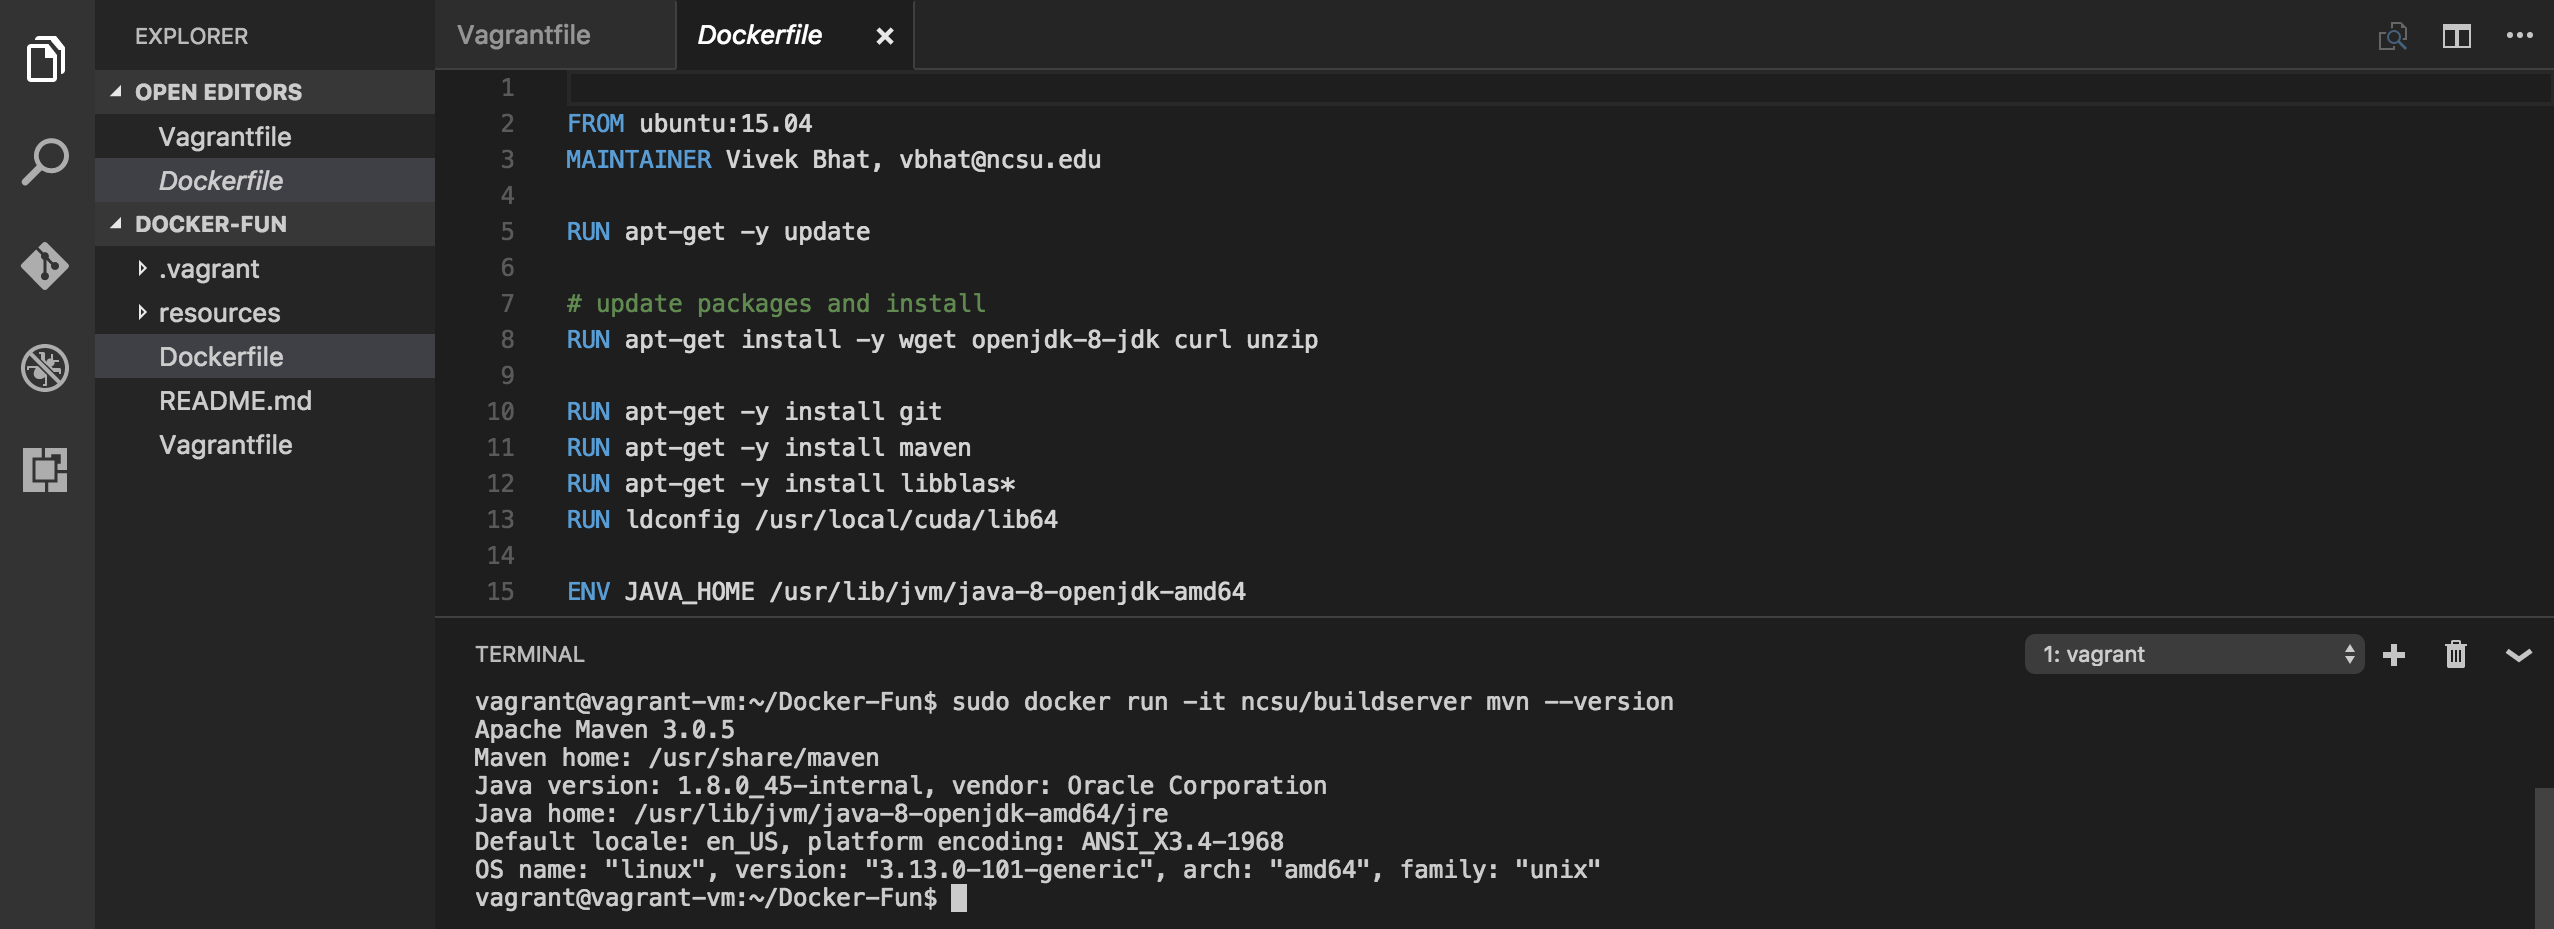 EXPLORER
OPEN EDITORS
Vagrantfile
Dockerfile
DOCKER-FUN
.vagrant
resources
Dockerfile
README.md
Vagrantfile
Vagrantfile Dockerfile
1
2 FROM ubuntu:15.04
3 MAINTAINER Vivek Bhat, vbhat@ncsu.edu
4
5 RUN apt-get -y update
6
7 # update packages and install
8 RUN apt-get install -y wget openjdk-8-jdk curl unzip
9
10 RUN apt-get -y install git
11 RUN apt-get -y install maven
12 RUN apt-get -y install libblas*
13 RUN ldconfig /usr/local/cuda/lib64
14
15 ENV JAVA_HOME /usr/lib/jvm/java-8-openjdk-amd64
TERMINAL 1: vagrant
vagrant@vagrant-vm:~/Docker-Fun$ sudo docker run -it ncsu/buildserver mvn --version
Apache Maven 3.0.5
Maven home: /usr/share/maven
Java version: 1.8.0_45-internal, vendor: Oracle Corporation
Java home: /usr/lib/jvm/java-8-openjdk-amd64/jre
Default locale: en_US, platform encoding: ANSI_X3.4-1968
OS name: "linux", version: "3.13.0-101-generic", arch: "amd64", family: "unix"
vagrant@vagrant-vm:~/Docker-Fun$